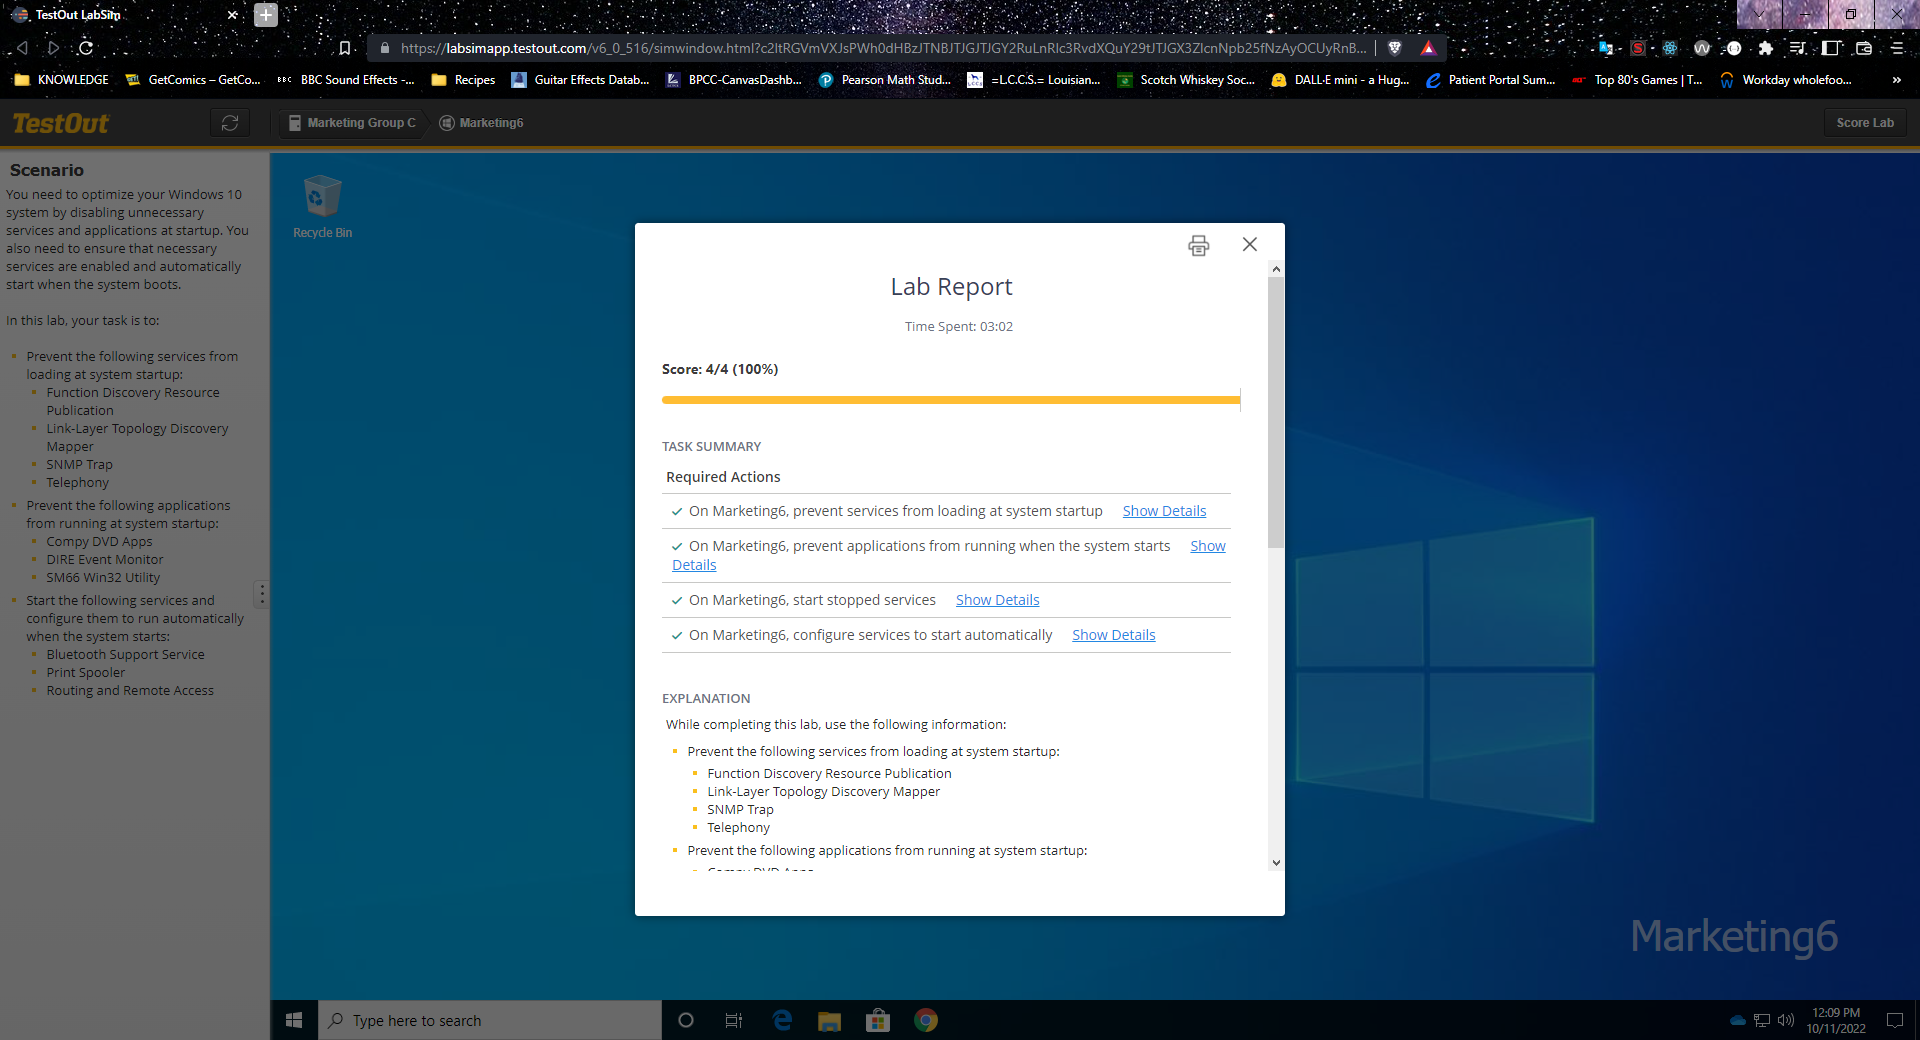 TestOut LabSim
https://labsimapp.testout.com/v6_0_516/simwindow.html?c2ltRGVmVXJsPWh0dHBzJTNBJTJGJTJGY2RuLnRlc3RvdXQuY29tJTJGX3ZlcnNpb25fNzAyOCUyRnB...
KNOWLEDGE
GetComics – GetCo...
BBC BBC Sound Effects -...
Recipes
Guitar Effects Datab...
BPCC-CanvasDashb...
Pearson Math Stud...
=L.C.C.S.= Louisian...
Scotch Whiskey Soc...
DALL·E mini - a Hug...
Patient Portal Sum...
Top 80's Games | T...
Workday wholefoo...
»
TestOut
Marketing Group C
Marketing6
Score Lab
Scenario
You need to optimize your Windows 10
system by disabling unnecessary
services and applications at startup. You
also need to ensure that necessary
services are enabled and automatically
start when the system boots.
In this lab, your task is to:
Prevent the following services from
loading at system startup:
Function Discovery Resource
Publication
Link-Layer Topology Discovery
Mapper
SNMP Trap
Telephony
Prevent the following applications
from running at system startup:
Compy DVD Apps
DIRE Event Monitor
SM66 Win32 Utility
Start the following services and
configure them to run automatically
when the system starts:
Bluetooth Support Service
Print Spooler
Routing and Remote Access
Recycle Bin
Lab Report
Time Spent: 03:02
Score: 4/4 (100%)
TASK SUMMARY
Required Actions
On Marketing6, prevent services from loading at system startup Show Details
On Marketing6, prevent applications from running when the system starts Show
Details
On Marketing6, start stopped services Show Details
On Marketing6, configure services to start automatically Show Details
EXPLANATION
While completing this lab, use the following information:
Prevent the following services from loading at system startup:
Function Discovery Resource Publication
Link-Layer Topology Discovery Mapper
SNMP Trap
Telephony
Prevent the following applications from running at system startup:
Compy DVD Apps
Marketing6
Type here to search
12:09 PM
10/11/2022